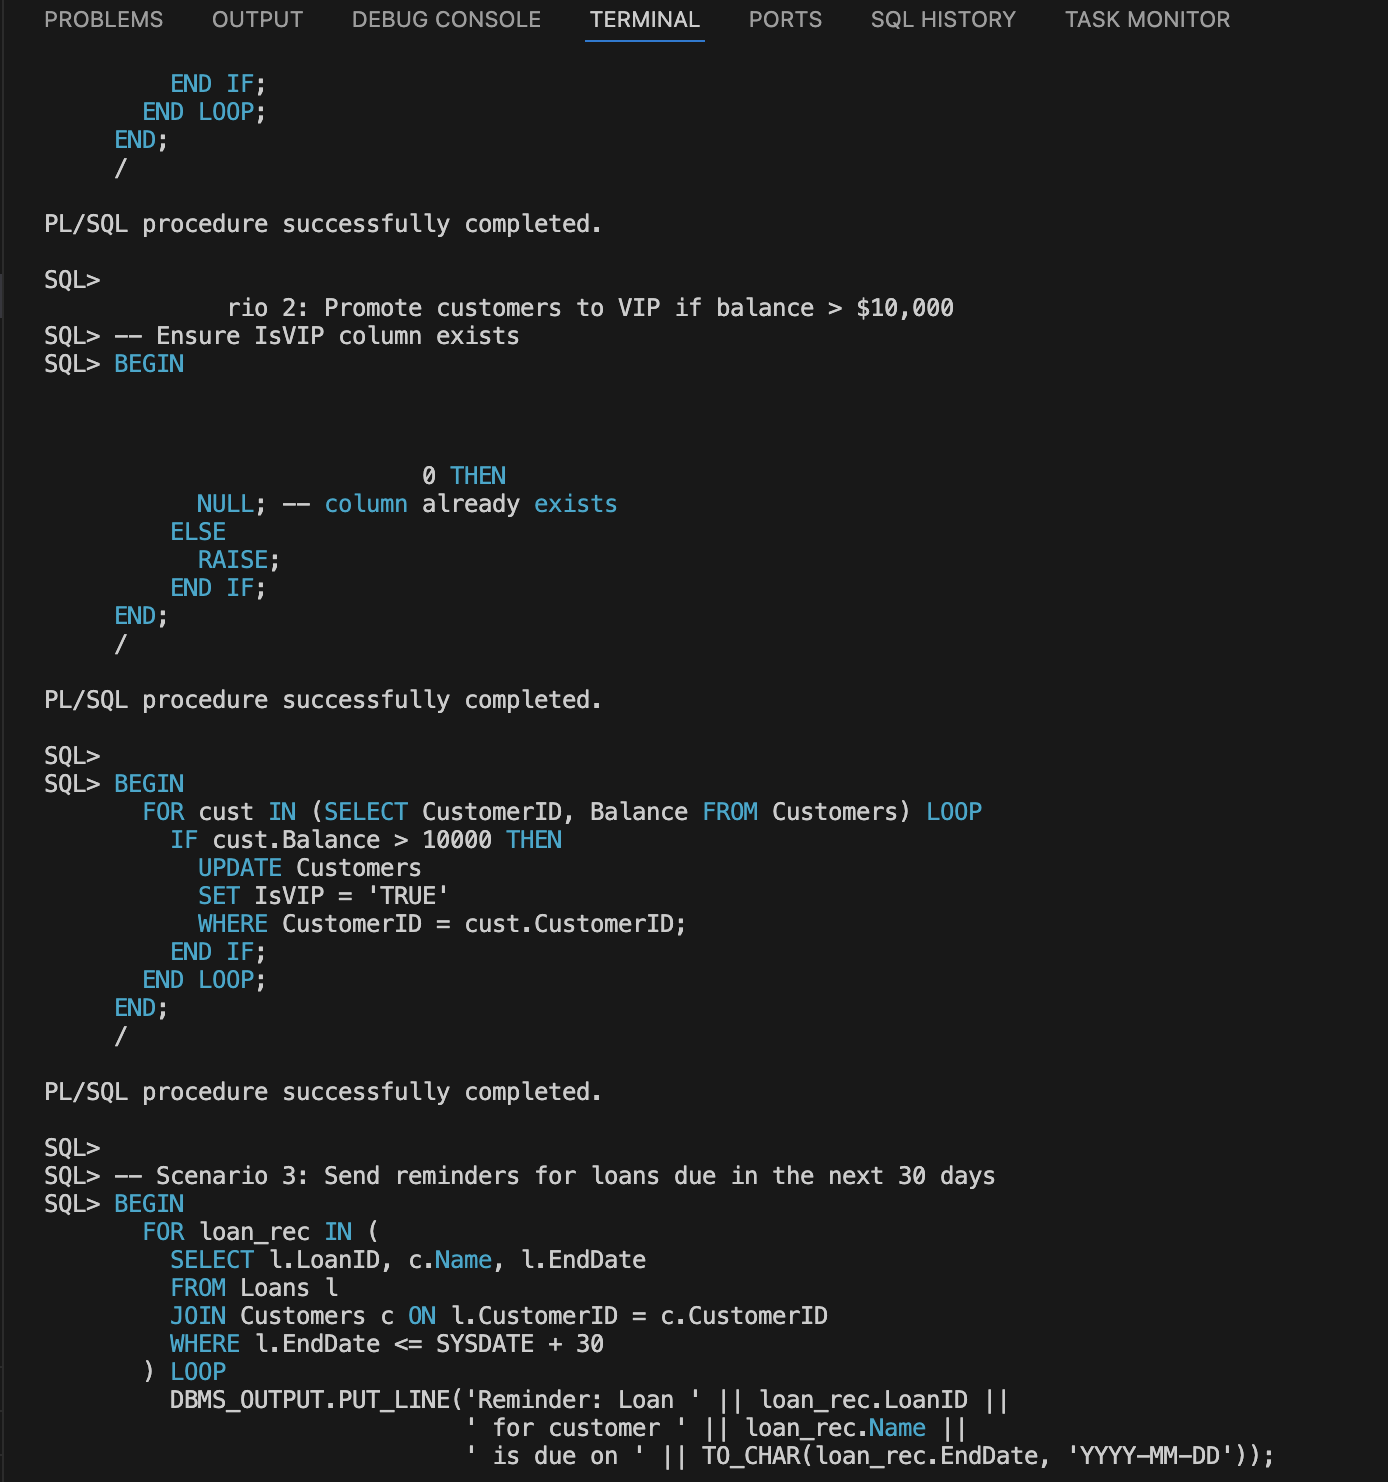 PROBLEMS OUTPUT DEBUG CONSOLE TERMINAL PORTS SQL HISTORY TASK MONITOR
END IF;
END LOOP;
END;
/
PL/SQL procedure successfully completed.
SQL>
rio 2: Promote customers to VIP if balance > $10,000
SQL> -- Ensure IsVIP column exists
SQL> BEGIN
0 THEN
NULL; -- column already exists
ELSE
RAISE;
END IF;
END;
/
PL/SQL procedure successfully completed.
SQL>
SQL> BEGIN
FOR cust IN (SELECT CustomerID, Balance FROM Customers) LOOP
IF cust.Balance > 10000 THEN
UPDATE Customers
SET IsVIP = 'TRUE'
WHERE CustomerID = cust.CustomerID;
END IF;
END LOOP;
END;
/
PL/SQL procedure successfully completed.
SQL>
SQL> -- Scenario 3: Send reminders for loans due in the next 30 days
SQL> BEGIN
FOR loan_rec IN (
SELECT l.LoanID, c.Name, l.EndDate
FROM Loans l
JOIN Customers c ON l.CustomerID = c.CustomerID
WHERE l.EndDate <= SYSDATE + 30
) LOOP
DBMS_OUTPUT.PUT_LINE('Reminder: Loan ' || loan_rec.LoanID ||
' for customer ' || loan_rec.Name ||
' is due on ' || TO_CHAR(loan_rec.EndDate, 'YYYY-MM-DD'));